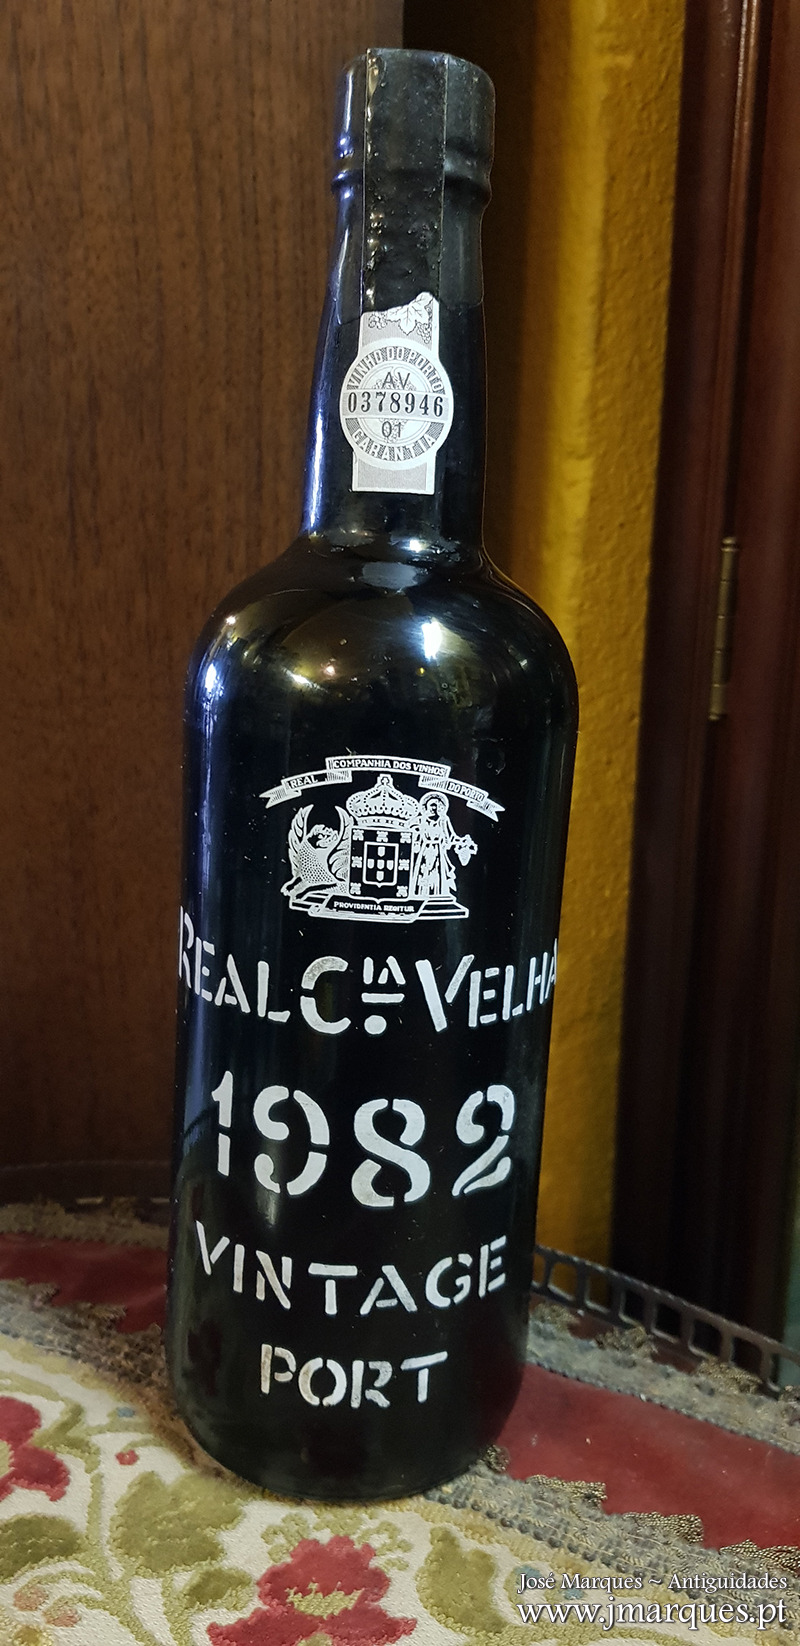 VINHO DO PORTO
AV
0378946
01
GARANTIA
REAL COMPANHIA DOS VINHOS DO PORTO
PROVIDENTIA REGITUR
REAL Cᴵᴬ. VELHA
1982
VINTAGE
PORT
José Marques ~ Antiguidades
www.jmarques.pt